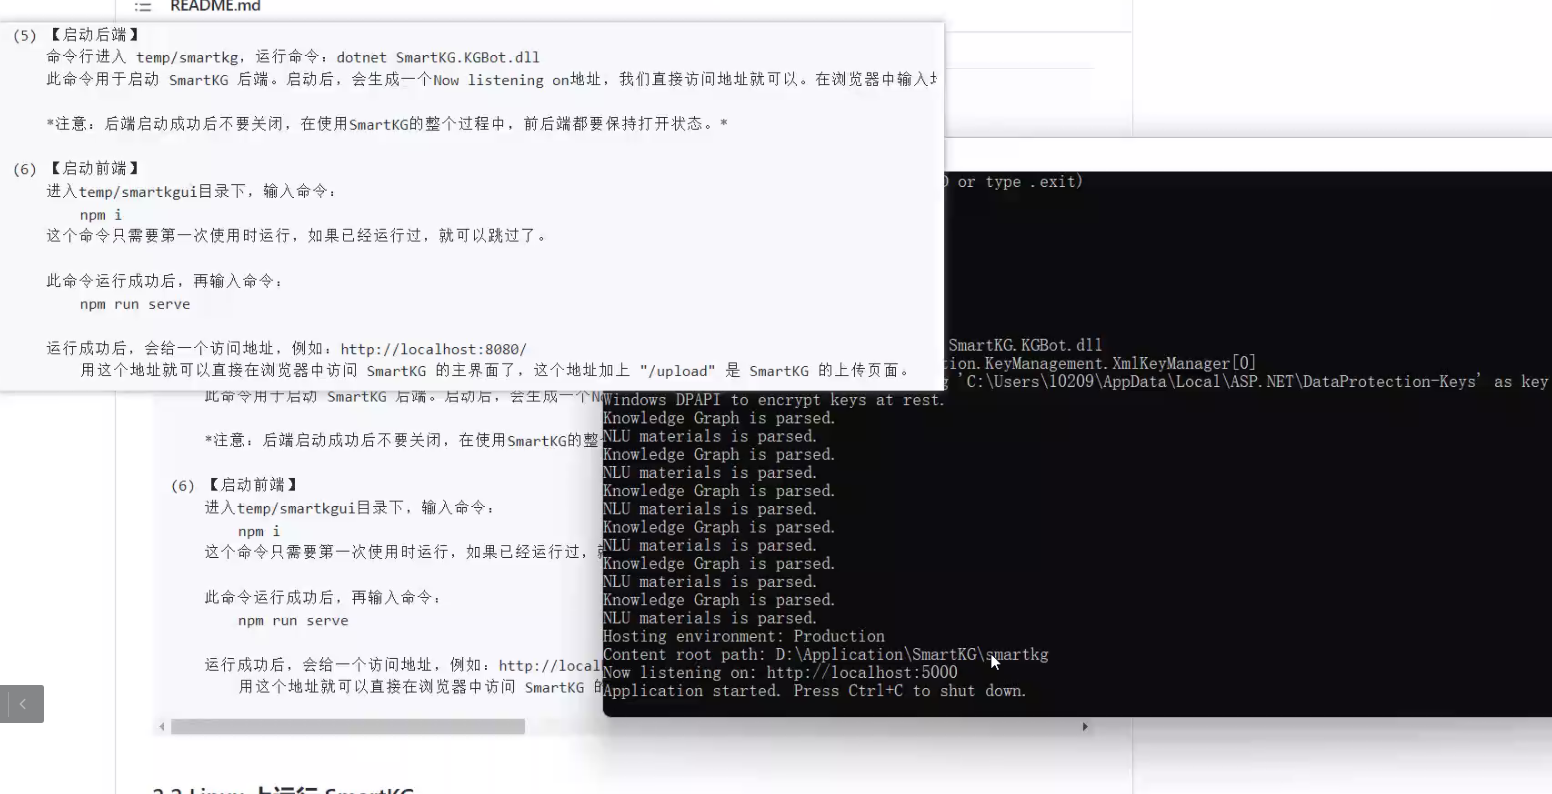 README.md
(5) 【启动后端】
命令行进入 temp/smartkg，运行命令：dotnet SmartKG.KGBot.dll
此命令用于启动 SmartKG 后端。启动后，会生成一个Now listening on地址，我们直接访问地址就可以。在浏览器中输入
*注意：后端启动成功后不要关闭，在使用SmartKG的整个过程中，前后端都要保持打开状态。*
(6) 【启动前端】
进入temp/smartkgui目录下，输入命令：
npm i
这个命令只需要第一次使用时运行，如果已经运行过，就可以跳过了。
此命令运行成功后，再输入命令：
npm run serve
运行成功后，会给一个访问地址，例如：http://localhost:8080/
用这个地址就可以直接在浏览器中访问 SmartKG 的主界面了，这个地址加上 "/upload" 是 SmartKG 的上传页面。
此命令用于启动 SmartKG 后端。启动后，会生成一个
*注意：后端启动成功后不要关闭，在使用SmartKG的整
(6) 【启动前端】
进入temp/smartkgui目录下，输入命令：
npm i
这个命令只需要第一次使用时运行，如果已经运行过，
此命令运行成功后，再输入命令：
npm run serve
运行成功后，会给一个访问地址，例如：http://local
用这个地址就可以直接在浏览器中访问 SmartKG 的
or type .exit)
SmartKG.KGBot.dll
tion.KeyManagement.XmlKeyManager[0]
'C:\Users\10209\AppData\Local\ASP.NET\DataProtection-Keys' as key
Windows DPAPI to encrypt keys at rest.
Knowledge Graph is parsed.
NLU materials is parsed.
Knowledge Graph is parsed.
NLU materials is parsed.
Knowledge Graph is parsed.
NLU materials is parsed.
Knowledge Graph is parsed.
NLU materials is parsed.
Knowledge Graph is parsed.
NLU materials is parsed.
Knowledge Graph is parsed.
NLU materials is parsed.
Hosting environment: Production
Content root path: D:\Application\SmartKG\smartkg
Now listening on: http://localhost:5000
Application started. Press Ctrl+C to shut down.
2.2 Linux 上运行 SmartKG